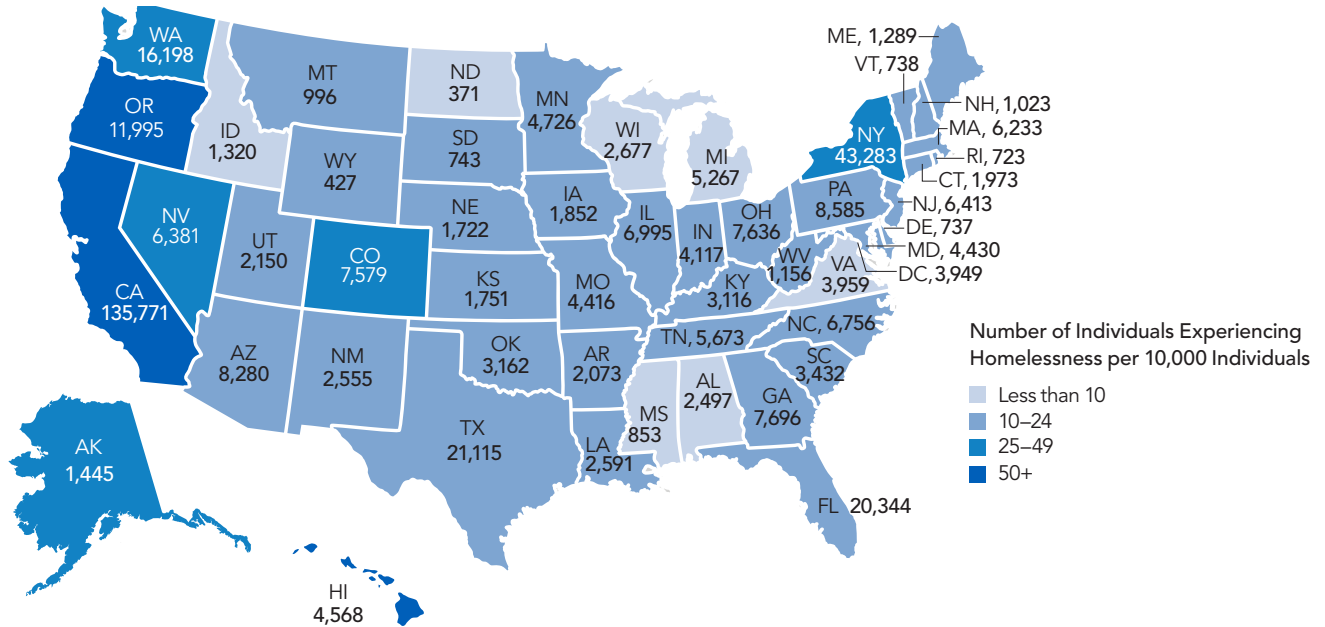 WA
16,198
OR
11,995
CA
135,771
NV
6,381
ID
1,320
MT
996
WY
427
UT
2,150
CO
7,579
AZ
8,280
NM
2,555
ND
371
SD
743
NE
1,722
KS
1,751
OK
3,162
TX
21,115
MN
4,726
IA
1,852
MO
4,416
AR
2,073
LA
2,591
WI
2,677
IL
6,995
MI
5,267
IN
4,117
OH
7,636
KY
3,116
TN, 5,673
MS
853
AL
2,497
GA
7,696
FL 20,344
SC
3,432
NC, 6,756
VA
3,959
WV
1,156
PA
8,585
NY
43,283
ME, 1,289
VT, 738
NH, 1,023
MA, 6,233
RI, 723
CT, 1,973
NJ, 6,413
DE, 737
MD, 4,430
DC, 3,949
AK
1,445
HI
4,568
Number of Individuals Experiencing
Homelessness per 10,000 Individuals
Less than 10
10–24
25–49
50+